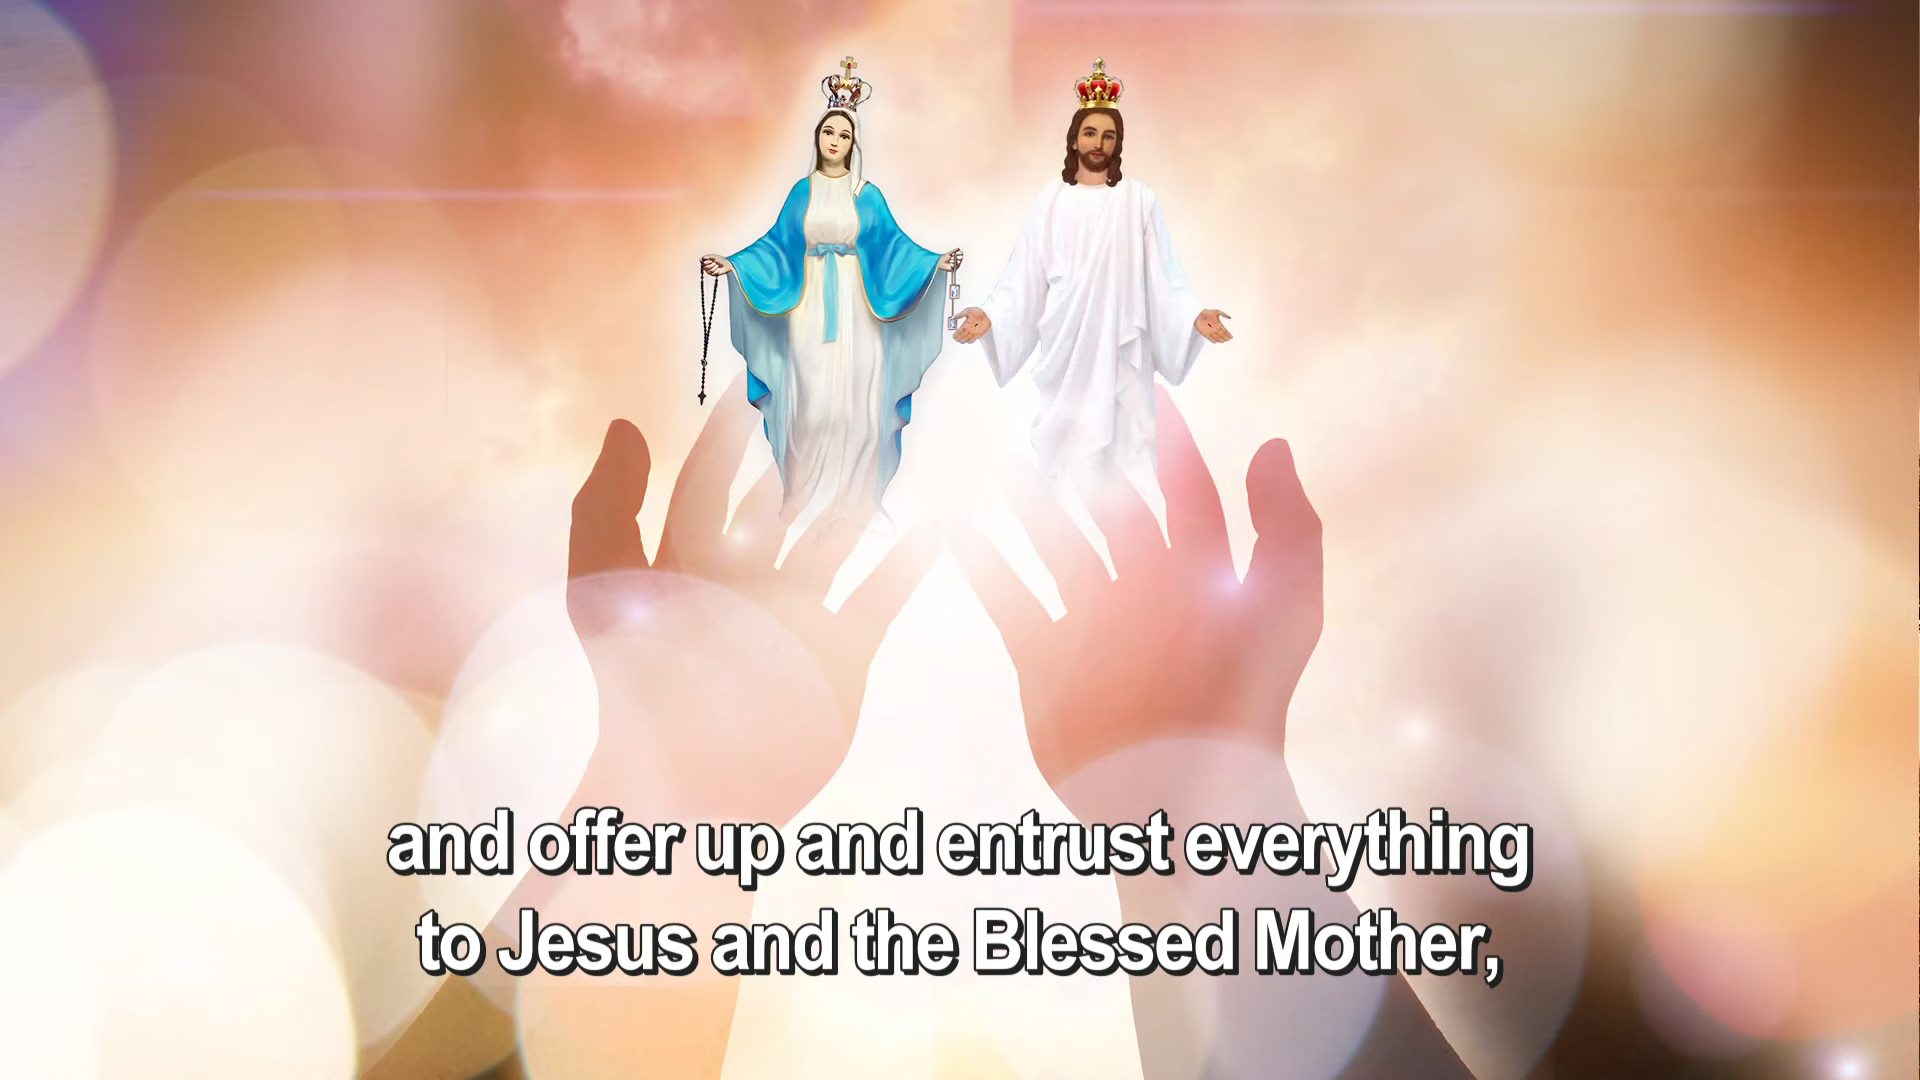 and offer up and entrust everything
to Jesus and the Blessed Mother,